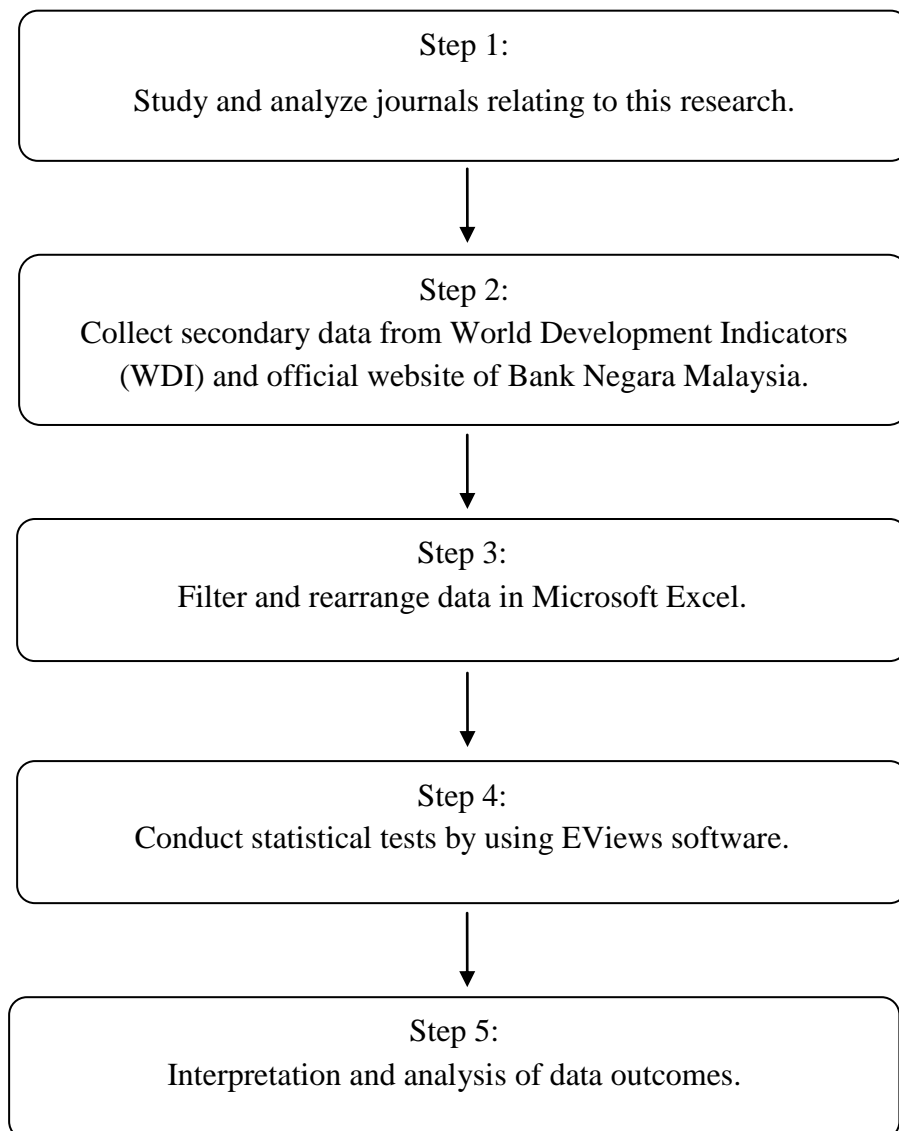 Step 1:
Study and analyze journals relating to this research.
Step 2:
Collect secondary data from World Development Indicators
(WDI) and official website of Bank Negara Malaysia.
Step 3:
Filter and rearrange data in Microsoft Excel.
Step 4:
Conduct statistical tests by using EViews software.
Step 5:
Interpretation and analysis of data outcomes.